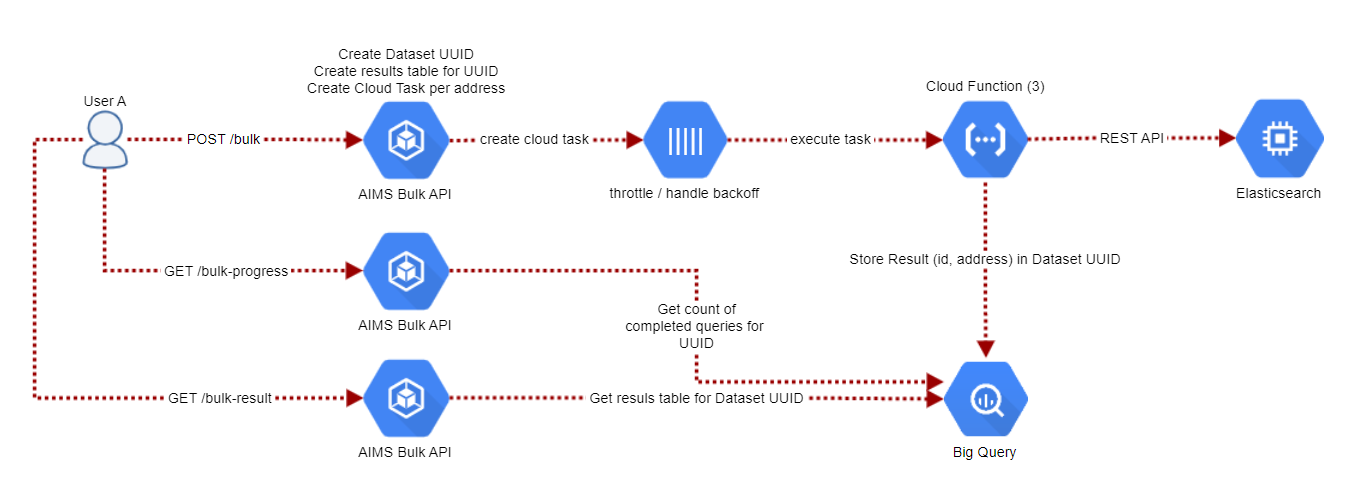 Create Dataset UUID
Create results table for UUID
Create Cloud Task per address
User A
Cloud Function (3)
POST /bulk
create cloud task
execute task
REST API
AIMS Bulk API
throttle / handle backoff
Elasticsearch
Store Result (id, address) in Dataset UUID
GET /bulk-progress
AIMS Bulk API
Get count of
completed queries for
UUID
GET /bulk-result
Get resuls table for Dataset UUID
AIMS Bulk API
Big Query